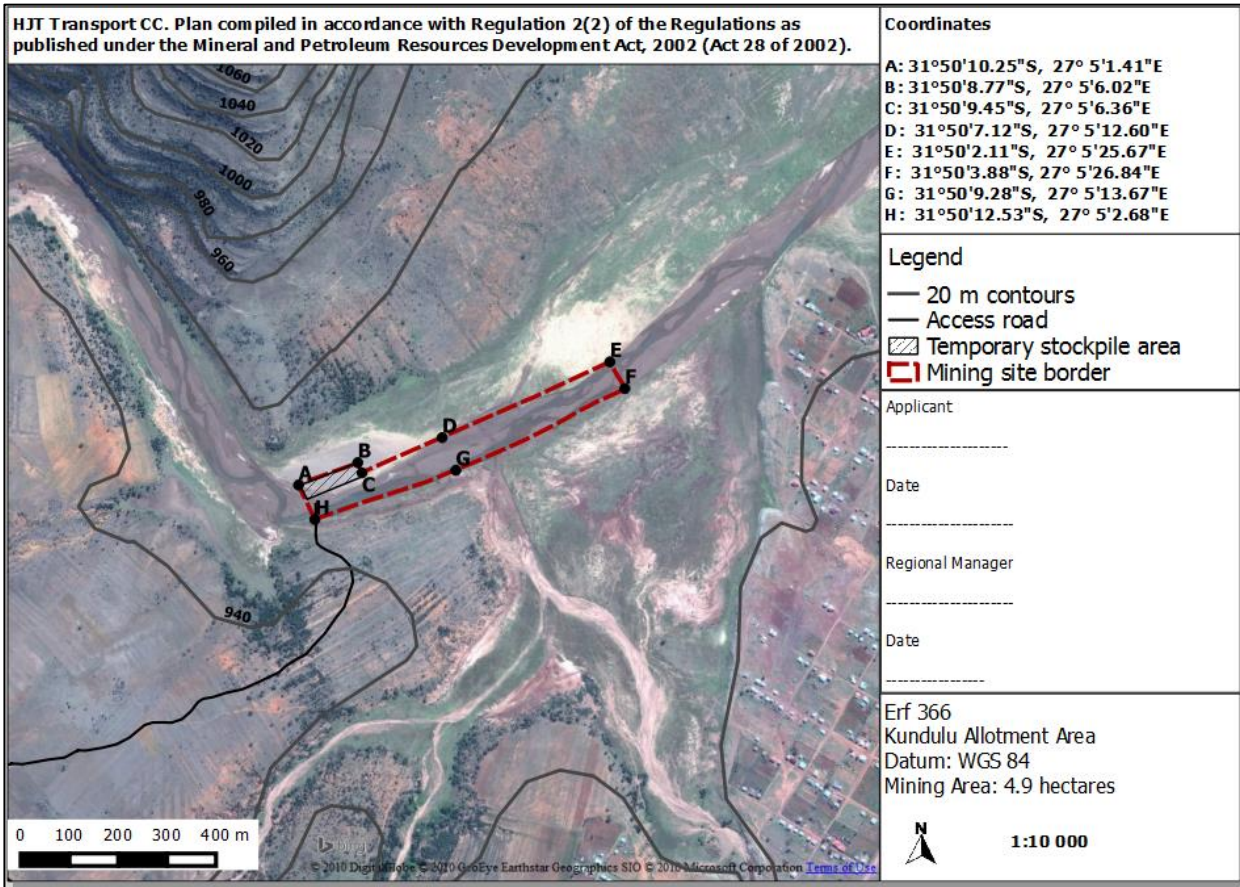 HJT Transport CC. Plan compiled in accordance with Regulation 2(2) of the Regulations as
published under the Mineral and Petroleum Resources Development Act, 2002 (Act 28 of 2002).
Coordinates
A: 31°50'10.25"S, 27° 5'1.41"E
B: 31°50'8.77"S, 27° 5'6.02"E
C: 31°50'9.45"S, 27° 5'6.36"E
D: 31°50'7.12"S, 27° 5'12.60"E
E: 31°50'2.11"S, 27° 5'25.67"E
F: 31°50'3.88"S, 27° 5'26.84"E
G: 31°50'9.28"S, 27° 5'13.67"E
H: 31°50'12.53"S, 27° 5'2.68"E
Legend
20 m contours
Access road
Temporary stockpile area
Mining site border
Applicant
Date
Regional Manager
Date
Erf 366
Kundulu Allotment Area
Datum: WGS 84
Mining Area: 4.9 hectares
N
1:10 000
1060
1040
1020
1000
980
960
E
F
D
B
G
C
A
H
940
0 100 200 300 400 m
bing
© 2010 DigitalGlobe © 2010 GeoEye Earthstar Geographics SIO © 2010 Microsoft Corporation Terms of Use